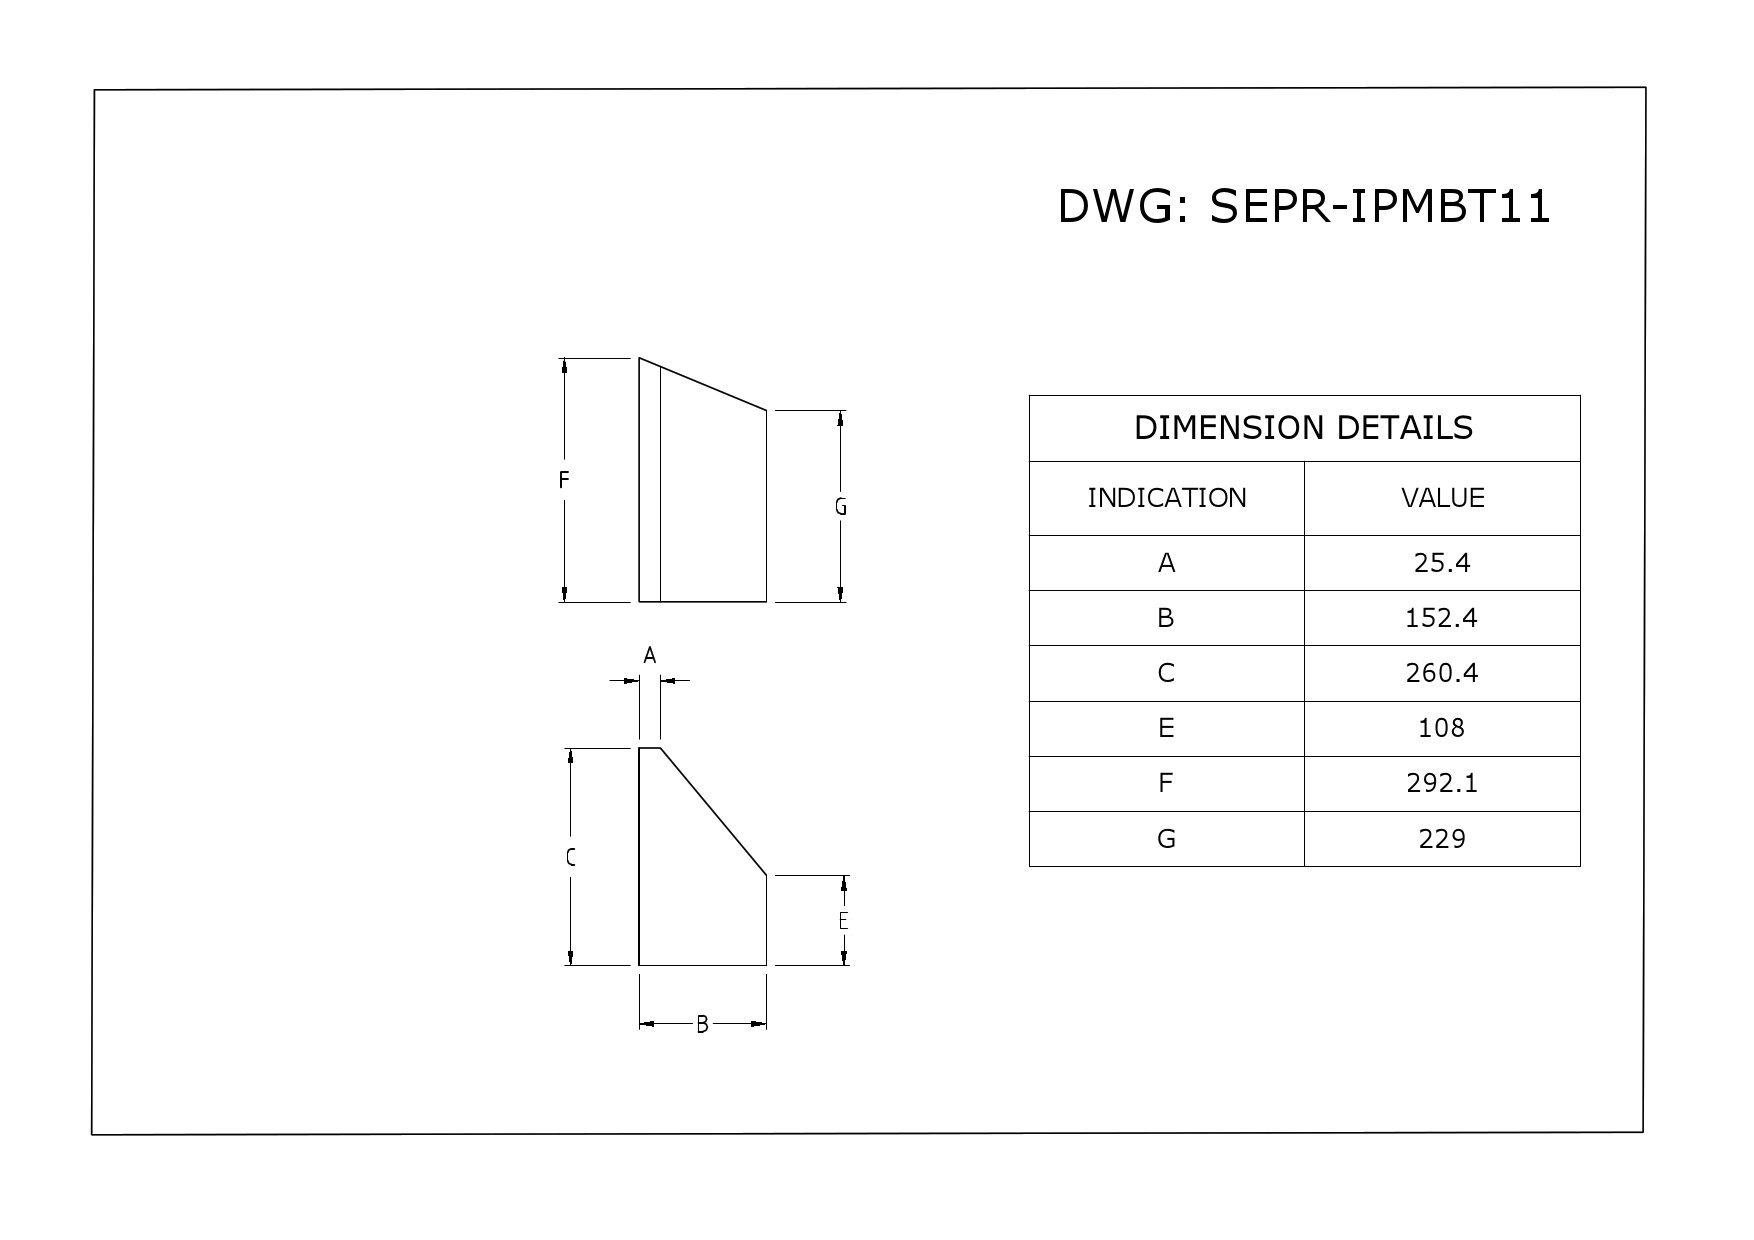 DWG: SEPR-IPMBT11
F
G
A
C
E
B
DIMENSION DETAILS
INDICATION VALUE
A 25.4
B 152.4
C 260.4
E 108
F 292.1
G 229